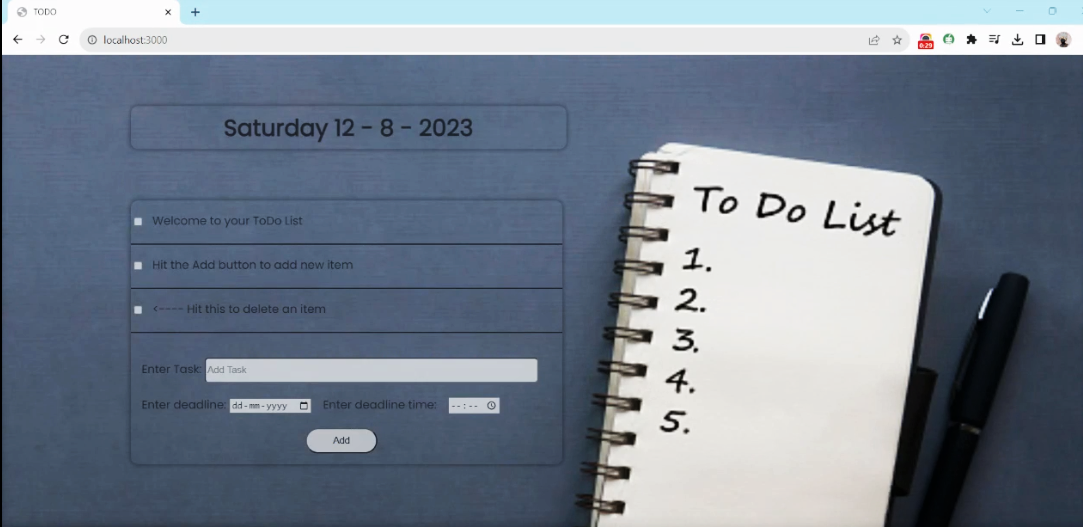 TODO
localhost:3000
0:29
Saturday 12 - 8 - 2023
Welcome to your ToDo List
Hit the Add button to add new item
<---- Hit this to delete an item
Enter Task: Add Task
Enter deadline: dd-mm-yyyy Enter deadline time: --:--
Add
To Do List
1.
2.
3.
4.
5.